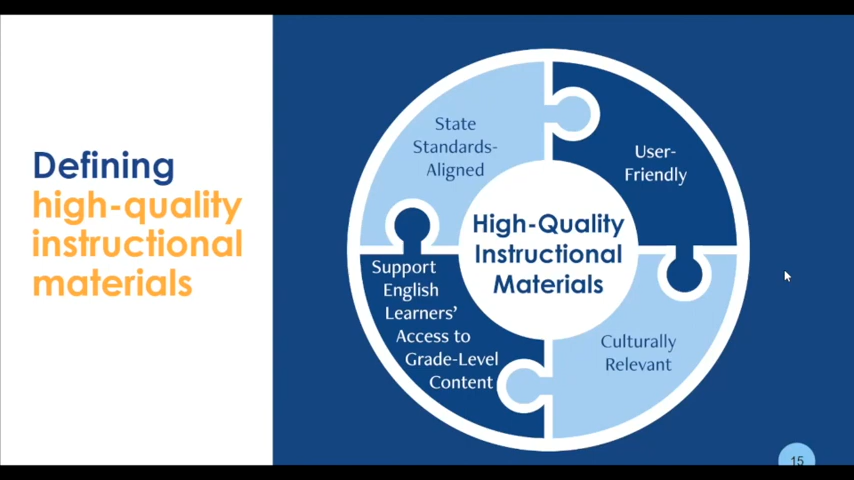 Defining
high-quality
instructional
materials
State
Standards-
Aligned
User-
Friendly
High-Quality
Instructional
Materials
Support
English
Learners'
Access to
Grade-Level
Content
Culturally
Relevant
15